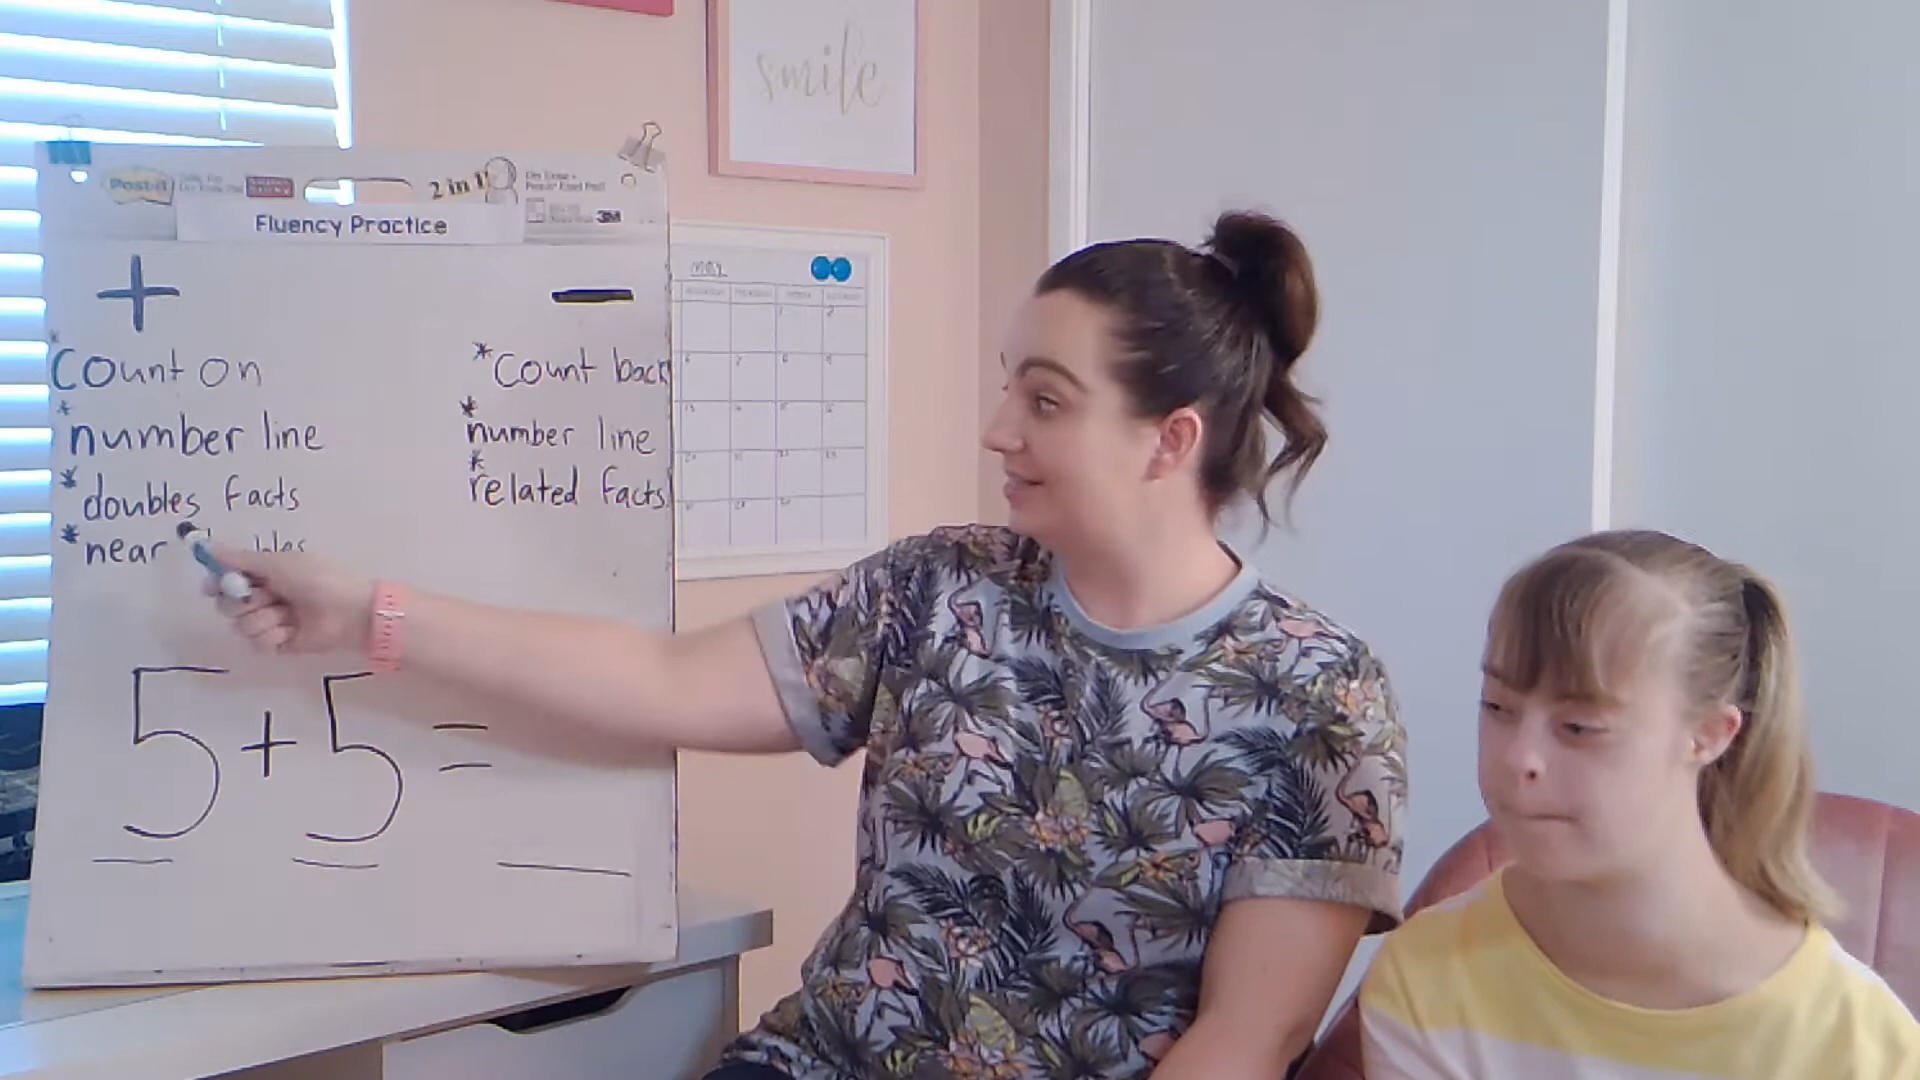 smile
Post-it
2 in 1
3M
Fluency Practice
+
* count on
* number line
* doubles facts
* near
—
* count back
* number line
* related facts
5 + 5 =
may